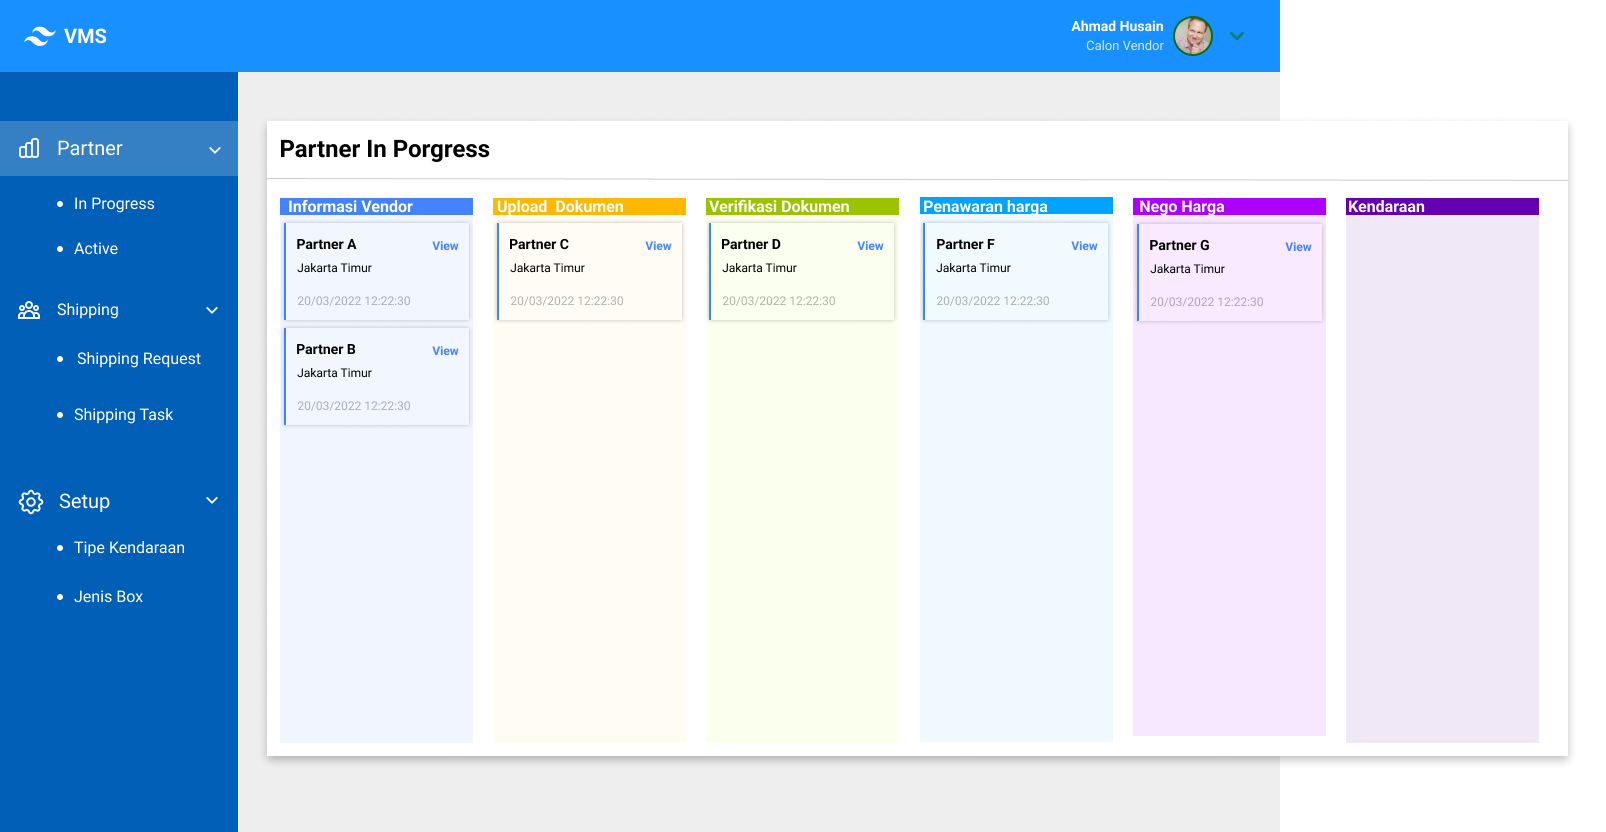 VMS
Ahmad Husain
Calon Vendor
Partner
In Progress
Active
Shipping
Shipping Request
Shipping Task
Setup
Tipe Kendaraan
Jenis Box
Partner In Porgress
Informasi Vendor
Partner A View
Jakarta Timur
20/03/2022 12:22:30
Partner B View
Jakarta Timur
20/03/2022 12:22:30
Upload Dokumen
Partner C View
Jakarta Timur
20/03/2022 12:22:30
Verifikasi Dokumen
Partner D View
Jakarta Timur
20/03/2022 12:22:30
Penawaran harga
Partner F View
Jakarta Timur
20/03/2022 12:22:30
Nego Harga
Partner G View
Jakarta Timur
20/03/2022 12:22:30
Kendaraan